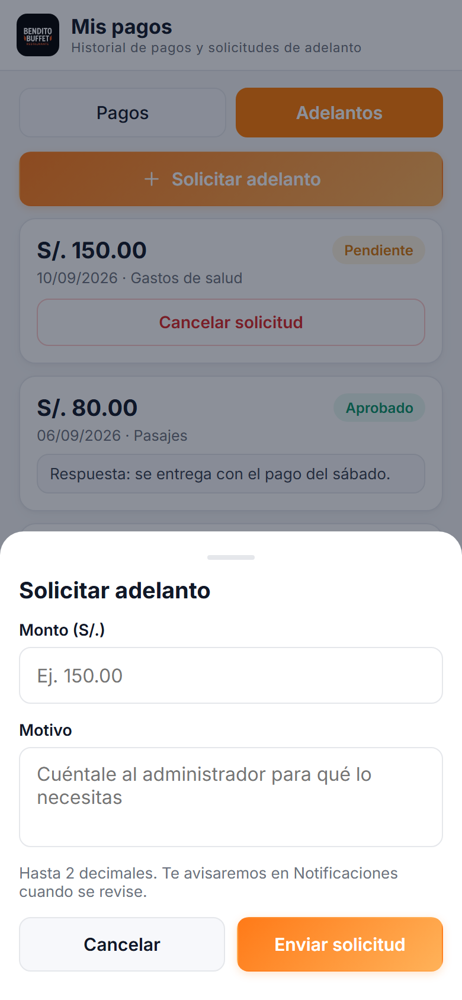 BENDITO
BUFFET
RESTAURANTE
Mis pagos
Historial de pagos y solicitudes de adelanto
Pagos
Adelantos
Solicitar adelanto
S/. 150.00
Pendiente
10/09/2026 · Gastos de salud
Cancelar solicitud
S/. 80.00
Aprobado
06/09/2026 · Pasajes
Respuesta: se entrega con el pago del sábado.
Solicitar adelanto
Monto (S/.)
Ej. 150.00
Motivo
Cuéntale al administrador para qué lo
necesitas
Hasta 2 decimales. Te avisaremos en Notificaciones
cuando se revise.
Cancelar
Enviar solicitud